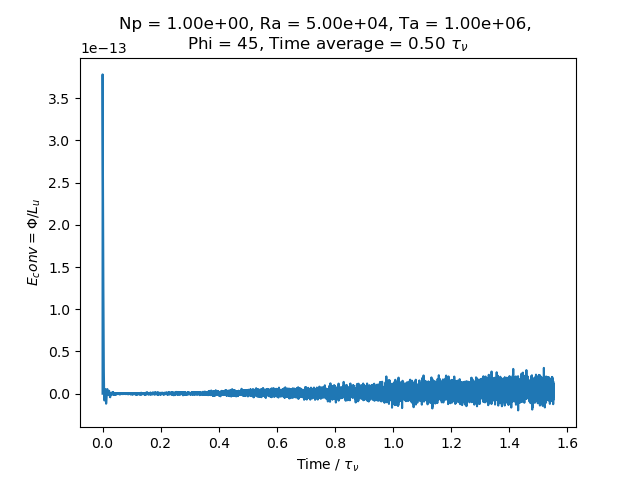 Np = 1.00e+00, Ra = 5.00e+04, Ta = 1.00e+06,
Phi = 45, Time average = 0.50 τ_ν
1e−13
3.5
3.0
2.5
2.0
1.5
1.0
0.5
0.0
E_conv = Φ/L_u
0.0 0.2 0.4 0.6 0.8 1.0 1.2 1.4 1.6
Time / τ_ν